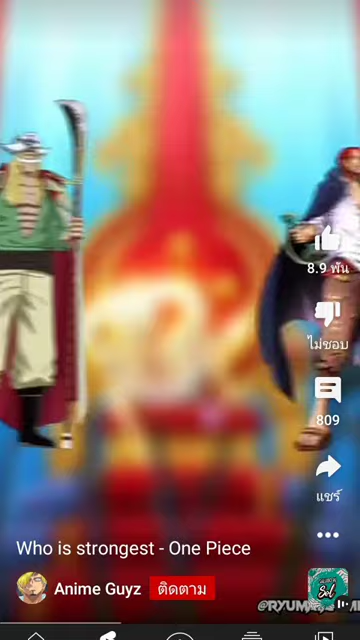 8.9 พัน
ไม่ชอบ
809
แชร์
Who is strongest - One Piece
Anime Guyz
ติดตาม
Sol